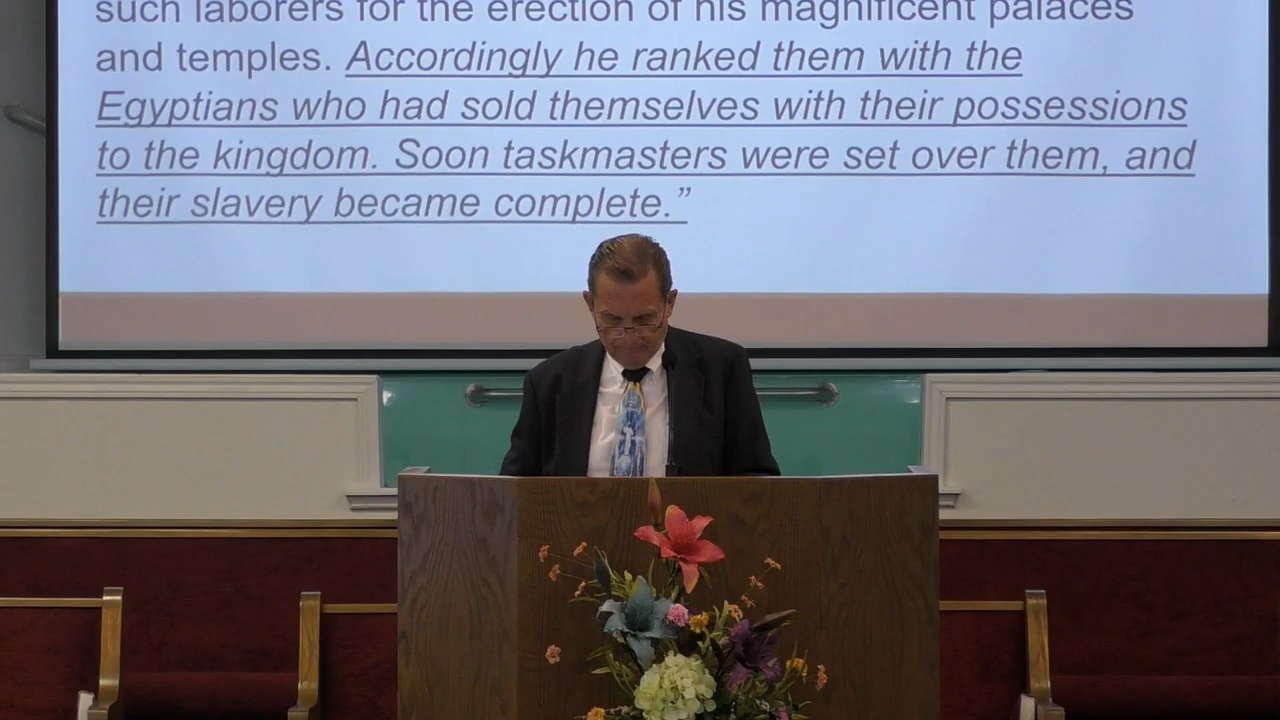 such laborers for the erection of his magnificent palaces
and temples. Accordingly he ranked them with the
Egyptians who had sold themselves with their possessions
to the kingdom. Soon taskmasters were set over them, and
their slavery became complete.”